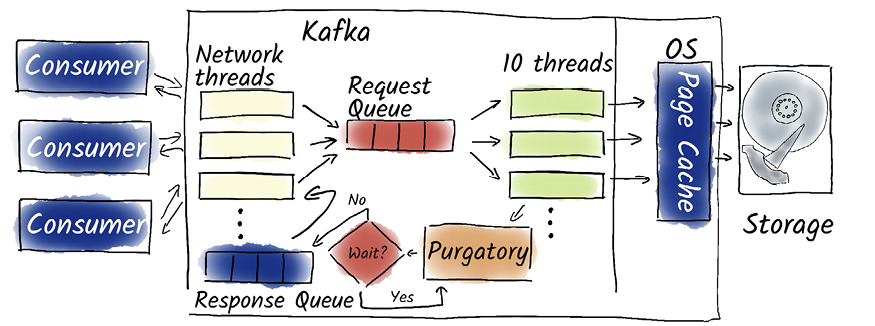 Kafka
Consumer
Consumer
Consumer
Network
threads
Request
Queue
IO threads
OS
Page Cache
Storage
No
Wait?
Purgatory
Yes
Response Queue